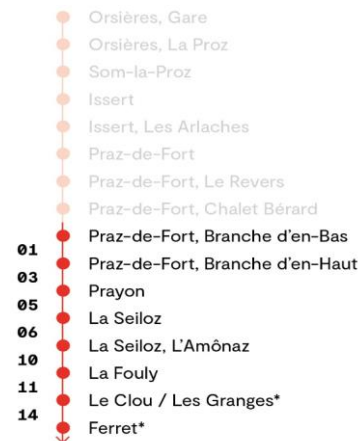 Orsières, Gare
Orsières, La Proz
Som-la-Proz
Issert
Issert, Les Arlaches
Praz-de-Fort
Praz-de-Fort, Le Revers
Praz-de-Fort, Chalet Bérard
Praz-de-Fort, Branche d'en-Bas
01
Praz-de-Fort, Branche d'en-Haut
03
Prayon
05
La Seiloz
06
La Seiloz, L'Amônaz
10
La Fouly
11
Le Clou / Les Granges*
14
Ferret*